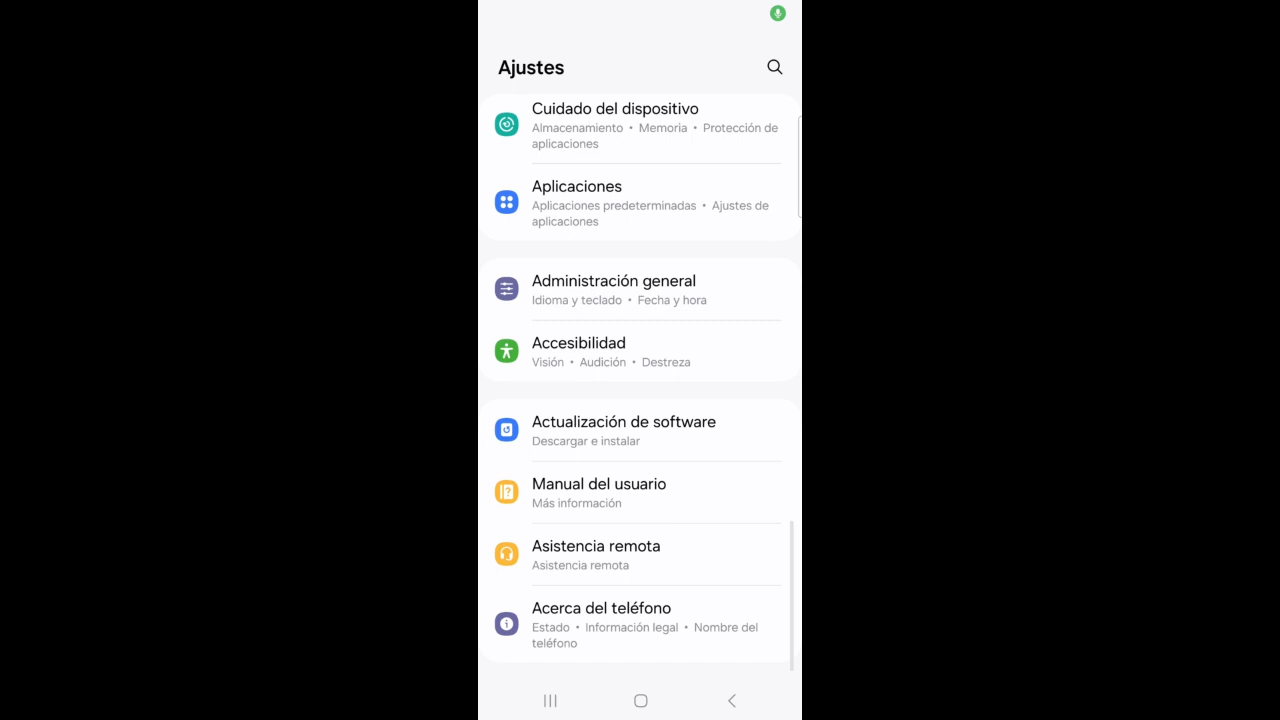 Ajustes
Cuidado del dispositivo
Almacenamiento • Memoria • Protección de
aplicaciones
Aplicaciones
Aplicaciones predeterminadas • Ajustes de
aplicaciones
Administración general
Idioma y teclado • Fecha y hora
Accesibilidad
Visión • Audición • Destreza
Actualización de software
Descargar e instalar
Manual del usuario
Más información
Asistencia remota
Asistencia remota
Acerca del teléfono
Estado • Información legal • Nombre del
teléfono